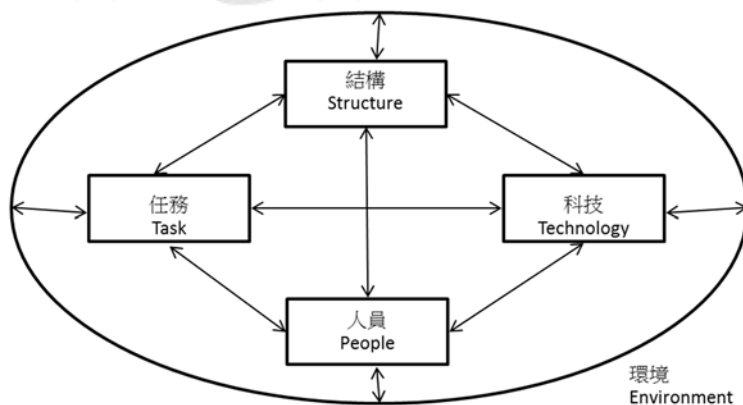 結構
Structure
任務
Task
科技
Technology
人員
People
環境
Environment